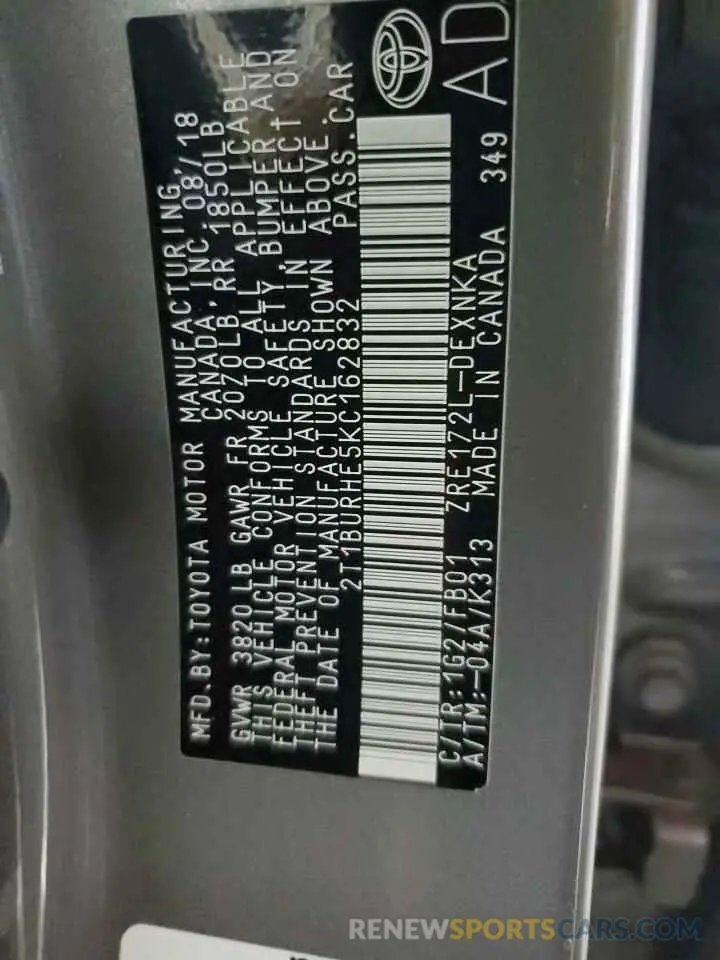 MFD. BY: TOYOTA MOTOR MANUFACTURING,
CANADA, INC. 08/18
GVWR 3820LB GAWR FR 2070LB, RR 1850LB
THIS VEHICLE CONFORMS TO ALL APPLICABLE
FEDERAL MOTOR VEHICLE SAFETY, BUMPER, AND
THEFT PREVENTION STANDARDS IN EFFECT ON
THE DATE OF MANUFACTURE SHOWN ABOVE.
2T1BURHE5KC162832 PASS. CAR
C/TR: 1G2/FB01 ZRE172L-DEXNKA
A/TM: -04A/K313 MADE IN CANADA 349
AD
RENEWSPORTSCARS.COM